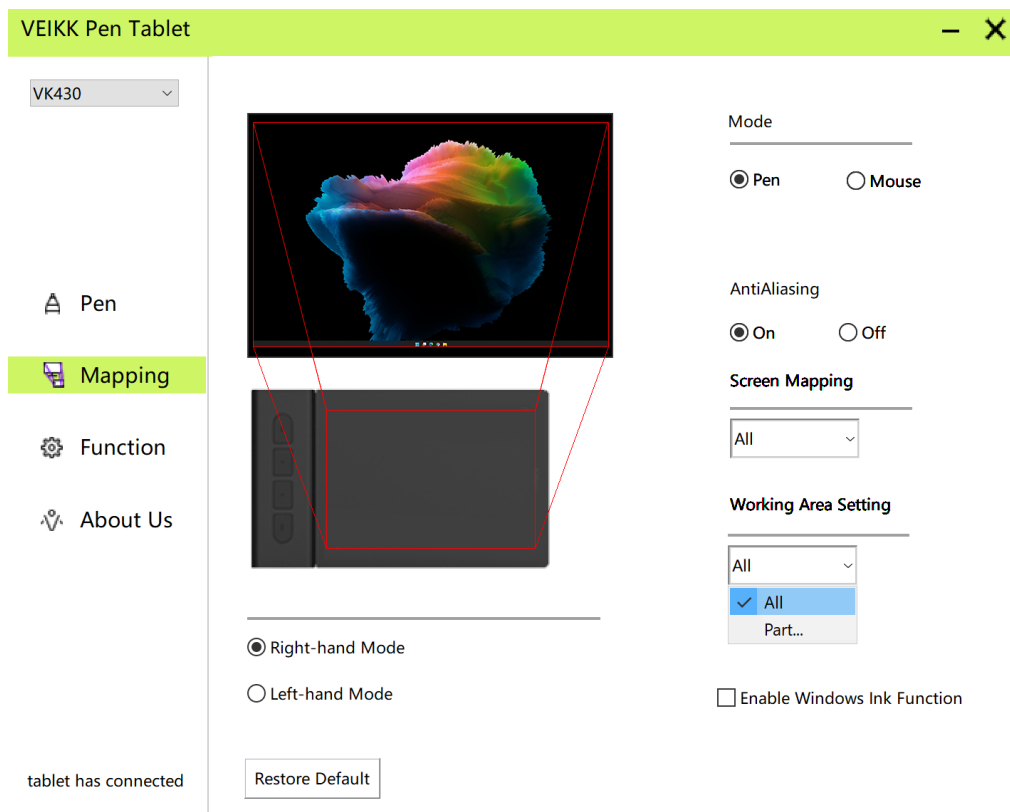 VEIKK Pen Tablet
VK430
Pen
Mapping
Function
About Us
tablet has connected
Right-hand Mode
Left-hand Mode
Restore Default
Mode
Pen
Mouse
AntiAliasing
On
Off
Screen Mapping
All
Working Area Setting
All
All
Part...
Enable Windows Ink Function